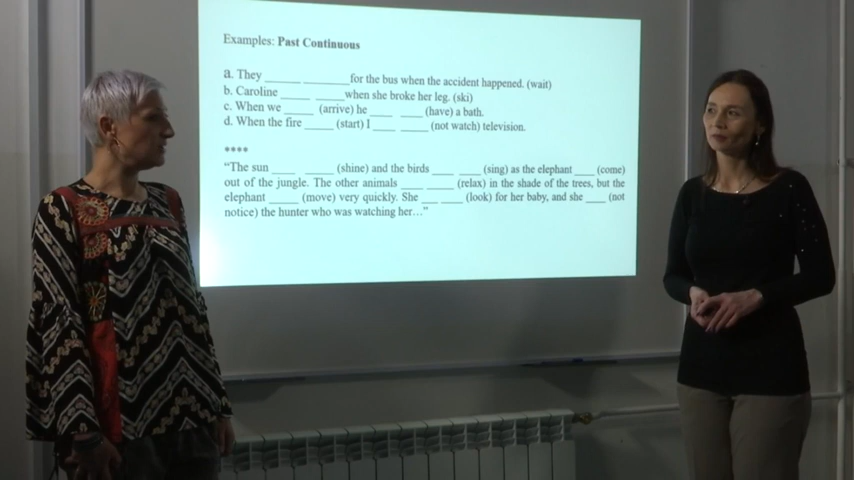 Examples: Past Continuous
a. They ______ ________for the bus when the accident happened. (wait)
b. Caroline ______ _____when she broke her leg. (ski)
c. When we _____ (arrive) he ____ ____ (have) a bath.
d. When the fire _____ (start) I ____ _____ (not watch) television.
****
“The sun ____ _____ (shine) and the birds ____ ____ (sing) as the elephant ____ (come)
out of the jungle. The other animals ____ _____ (relax) in the shade of the trees, but the
elephant _____ (move) very quickly. She ___ ____ (look) for her baby, and she ____ (not
notice) the hunter who was watching her…”